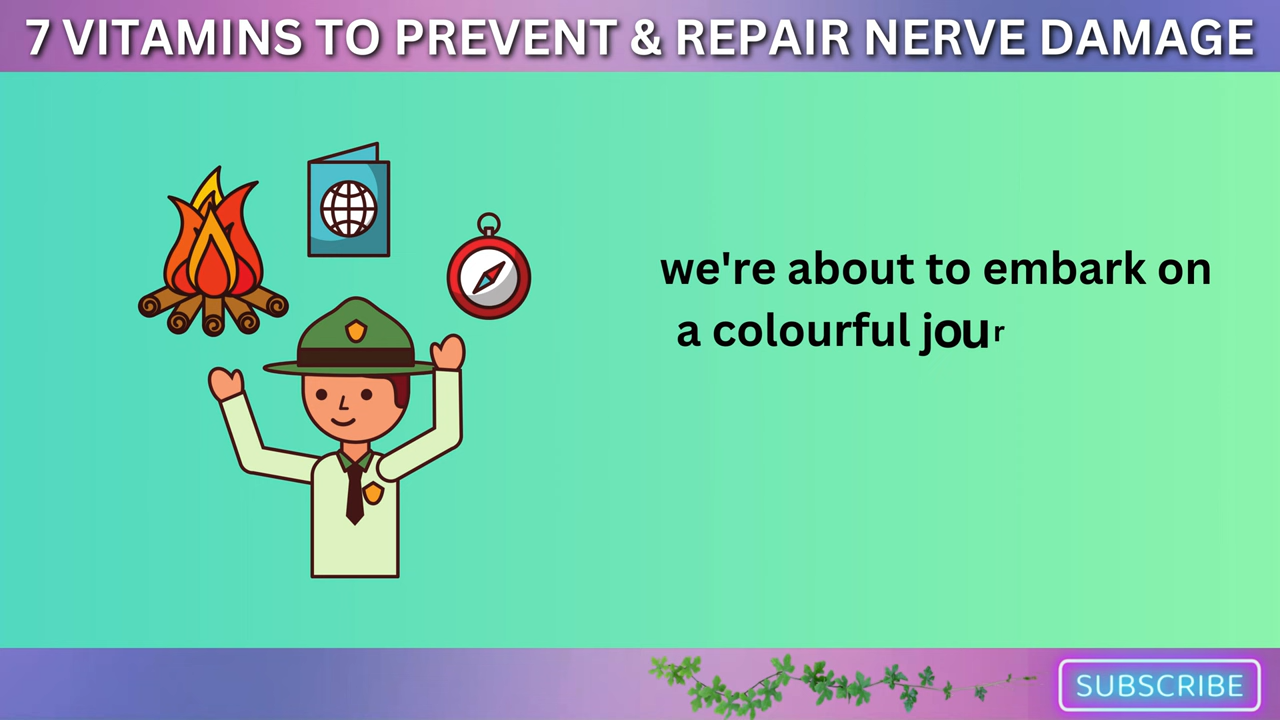 7 VITAMINS TO PREVENT & REPAIR NERVE DAMAGE
we're about to embark on
a colourful jour
SUBSCRIBE